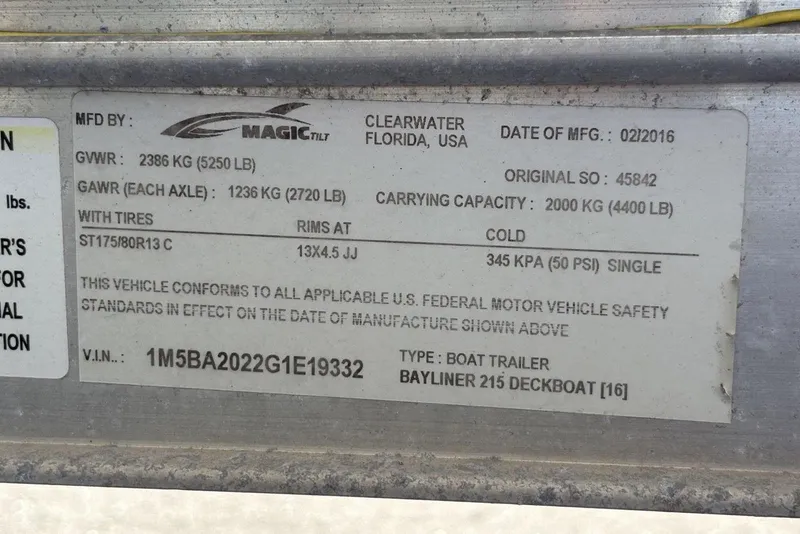 N
lbs.
R'S
FOR
IAL
TION
MFD BY : MAGIC TILT CLEARWATER FLORIDA, USA DATE OF MFG. : 02/2016
GVWR : 2386 KG (5250 LB) ORIGINAL SO : 45842
GAWR (EACH AXLE) : 1236 KG (2720 LB) CARRYING CAPACITY : 2000 KG (4400 LB)
WITH TIRES RIMS AT COLD
ST175/80R13 C 13X4.5 JJ 345 KPA (50 PSI) SINGLE
THIS VEHICLE CONFORMS TO ALL APPLICABLE U.S. FEDERAL MOTOR VEHICLE SAFETY
STANDARDS IN EFFECT ON THE DATE OF MANUFACTURE SHOWN ABOVE
V.I.N.. : 1M5BA2022G1E19332 TYPE : BOAT TRAILER
BAYLINER 215 DECKBOAT [16]